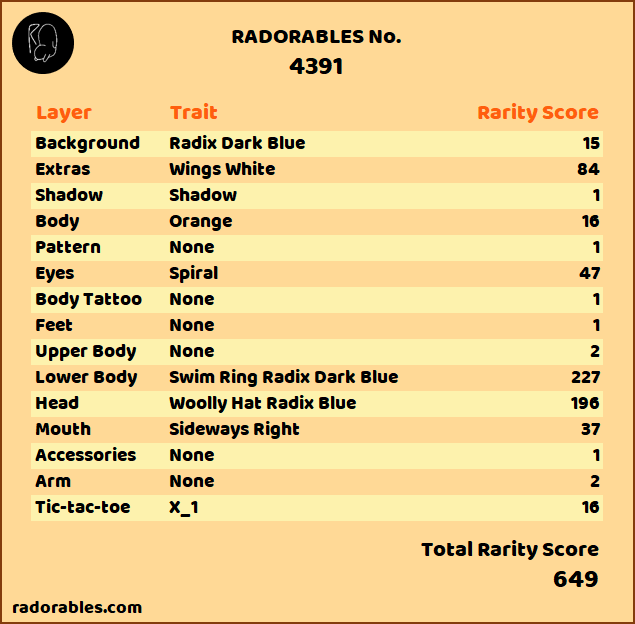 RADORABLES No.
4391
Layer Trait Rarity Score
Background Radix Dark Blue 15
Extras Wings White 84
Shadow Shadow 1
Body Orange 16
Pattern None 1
Eyes Spiral 47
Body Tattoo None 1
Feet None 1
Upper Body None 2
Lower Body Swim Ring Radix Dark Blue 227
Head Woolly Hat Radix Blue 196
Mouth Sideways Right 37
Accessories None 1
Arm None 2
Tic-tac-toe X_1 16
Total Rarity Score
649
radorables.com